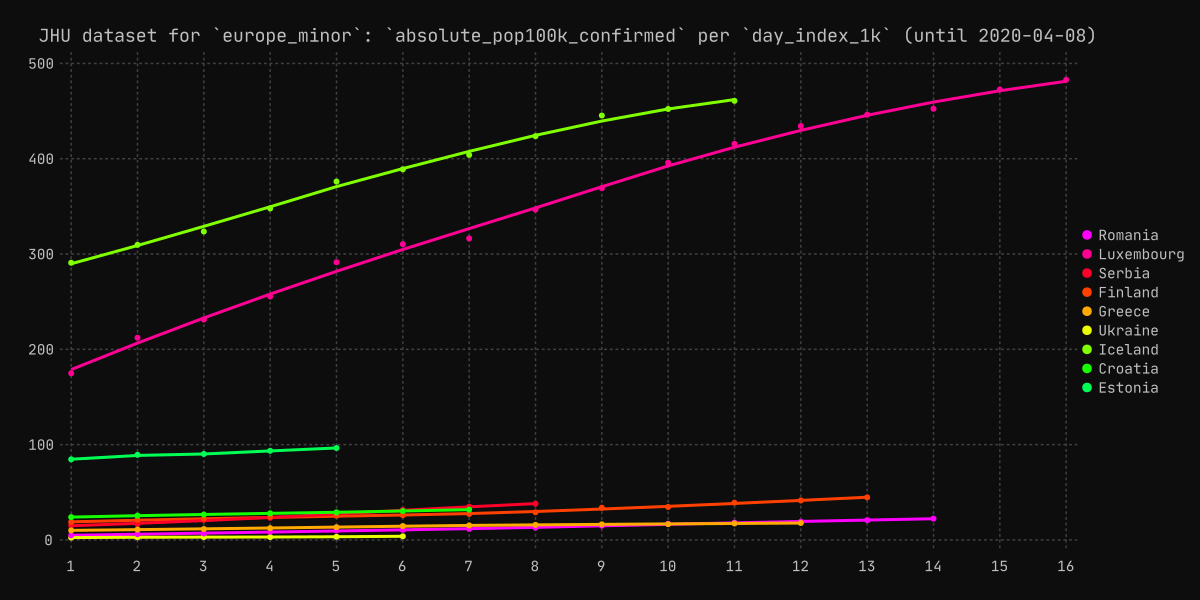 JHU dataset for `europe_minor`: `absolute_pop100k_confirmed` per `day_index_1k` (until 2020-04-08)
500
400
300
200
100
0
1 2 3 4 5 6 7 8 9 10 11 12 13 14 15 16
Romania
Luxembourg
Serbia
Finland
Greece
Ukraine
Iceland
Croatia
Estonia